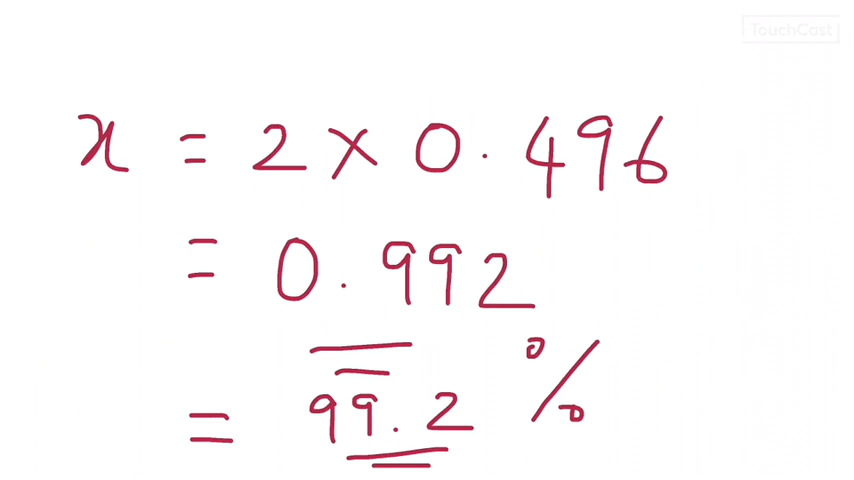 TouchCast
x = 2 × 0.496
= 0.992
= 99.2 %